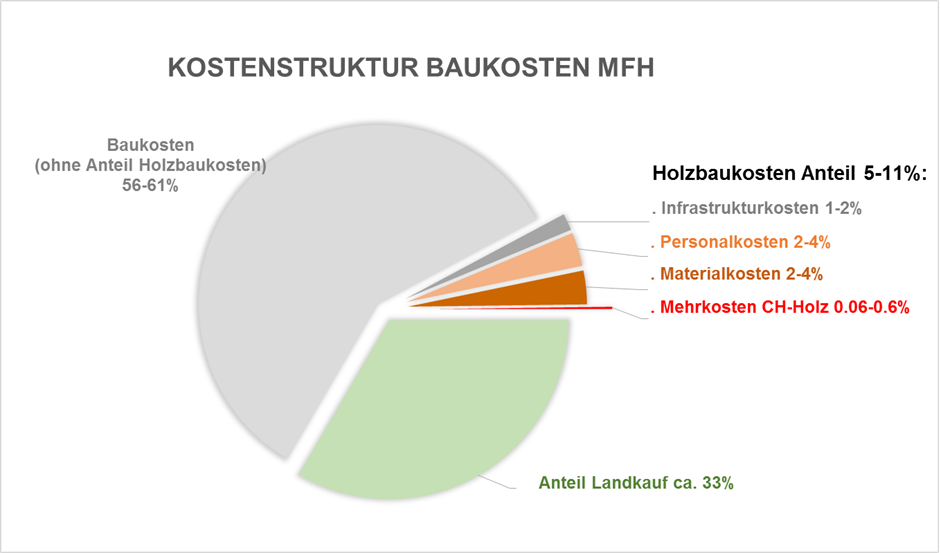 KOSTENSTRUKTUR BAUKOSTEN MFH
Baukosten
(ohne Anteil Holzbaukosten)
56-61%
Holzbaukosten Anteil 5-11%:
. Infrastrukturkosten 1-2%
. Personalkosten 2-4%
. Materialkosten 2-4%
. Mehrkosten CH-Holz 0.06-0.6%
Anteil Landkauf ca. 33%